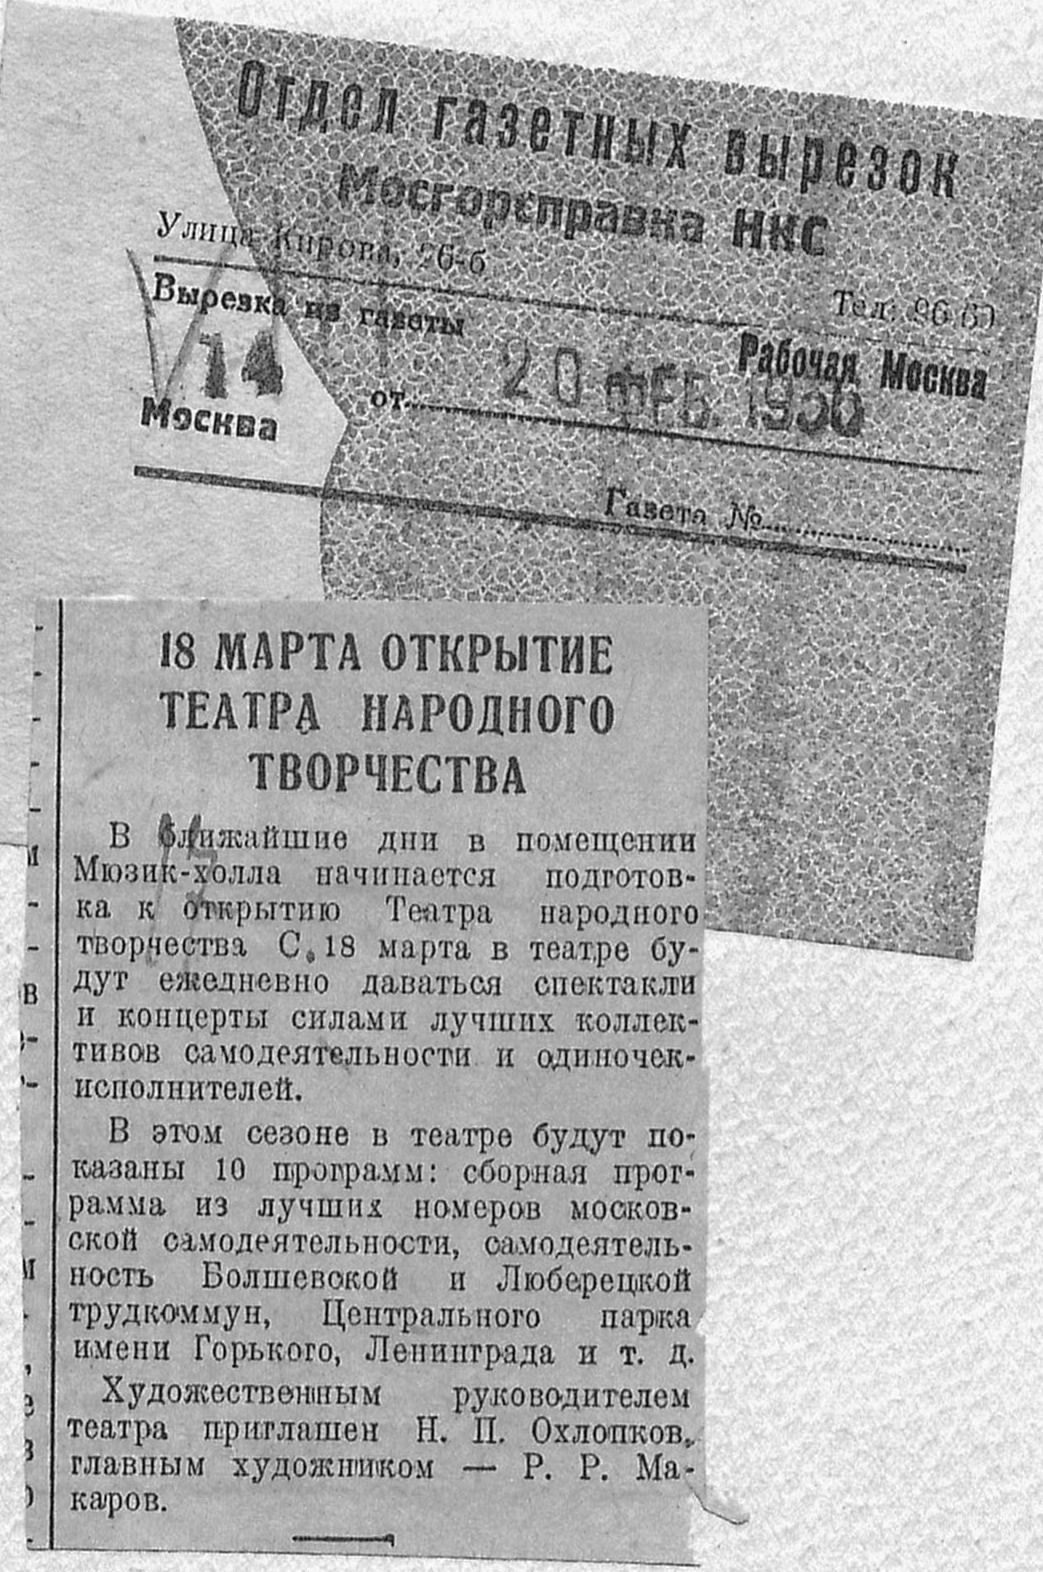 Отдел газетных вырезок
Мосгорсправка НКС
Улица Кирова, 26-б
Тел: 96-69
Вырезка из газеты
Рабочая Москва
14
Москва
от 20 ФЕБ. 1936
Газета №
18 МАРТА ОТКРЫТИЕ
ТЕАТРА НАРОДНОГО
ТВОРЧЕСТВА
В ближайшие дни в помещении
Мюзик-холла начинается подготов-
ка к открытию Театра народного
творчества С. 18 марта в театре бу-
дут ежедневно даваться спектакли
и концерты силами лучших коллек-
тивов самодеятельности и одиночек-
исполнителей.
В этом сезоне в театре будут по-
казаны 10 программ: сборная прог-
рамма из лучших номеров москов-
ской самодеятельности, самодеятель-
ность Болшевской и Люберецкой
трудкоммун, Центрального парка
имени Горького, Ленинграда и т. д.
Художественным руководителем
театра приглашен Н. П. Охлопков,
главным художником — Р. Р. Ма-
каров.